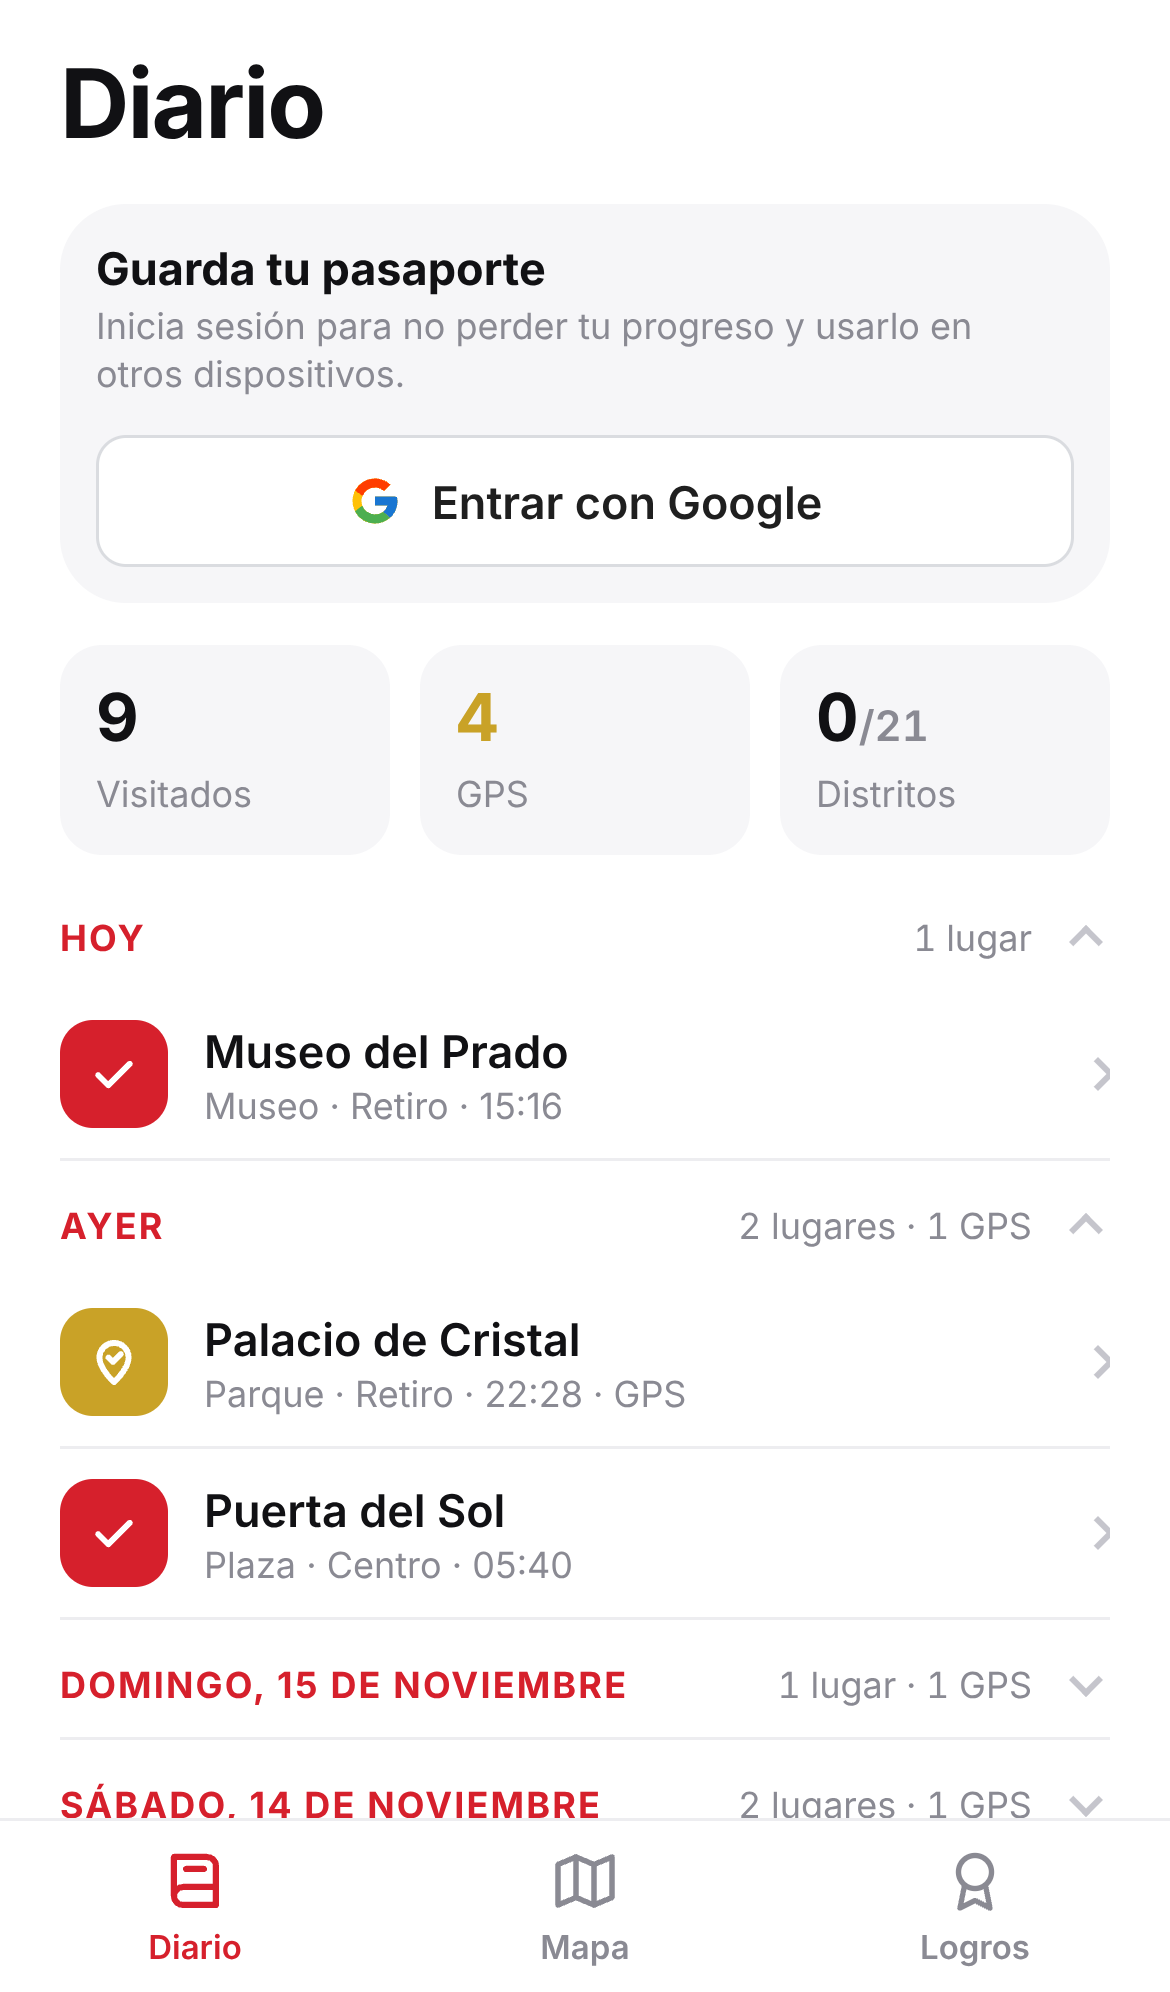 Diario
Guarda tu pasaporte
Inicia sesión para no perder tu progreso y usarlo en
otros dispositivos.
Entrar con Google
9
Visitados
4
GPS
0/21
Distritos
HOY
1 lugar
Museo del Prado
Museo · Retiro · 15:16
AYER
2 lugares · 1 GPS
Palacio de Cristal
Parque · Retiro · 22:28 · GPS
Puerta del Sol
Plaza · Centro · 05:40
DOMINGO, 15 DE NOVIEMBRE
1 lugar · 1 GPS
SÁBADO, 14 DE NOVIEMBRE
2 lugares · 1 GPS
Diario
Mapa
Logros